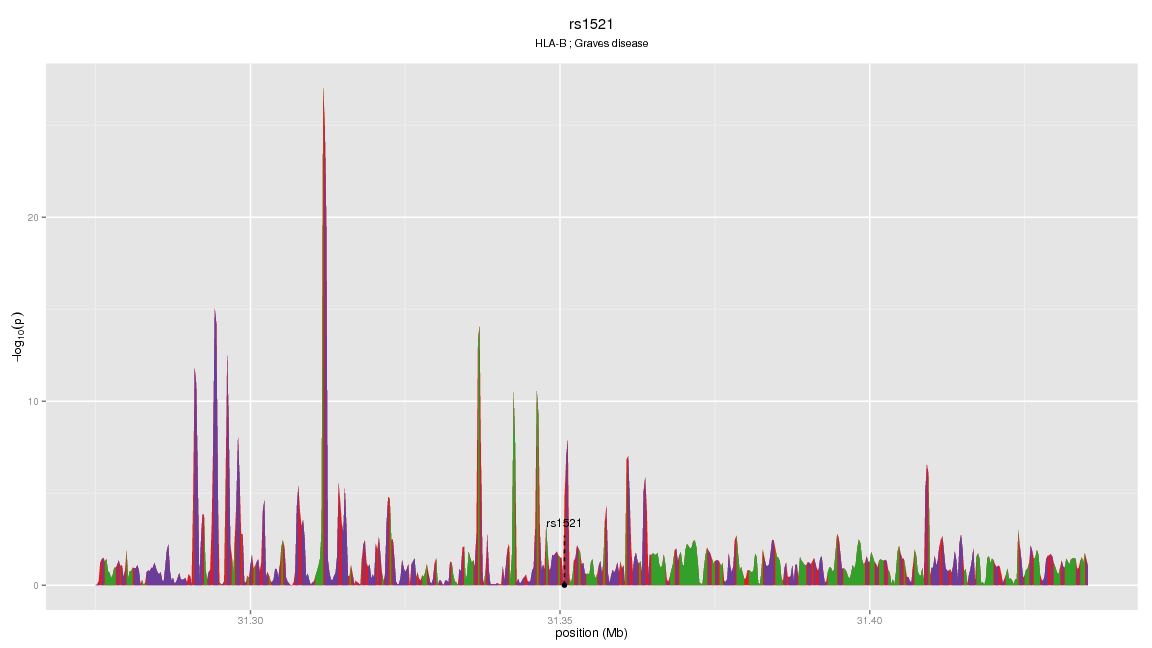 rs1521
HLA-B ; Graves disease
−log10(p)
20
10
0
rs1521
31.30
31.35
31.40
position (Mb)